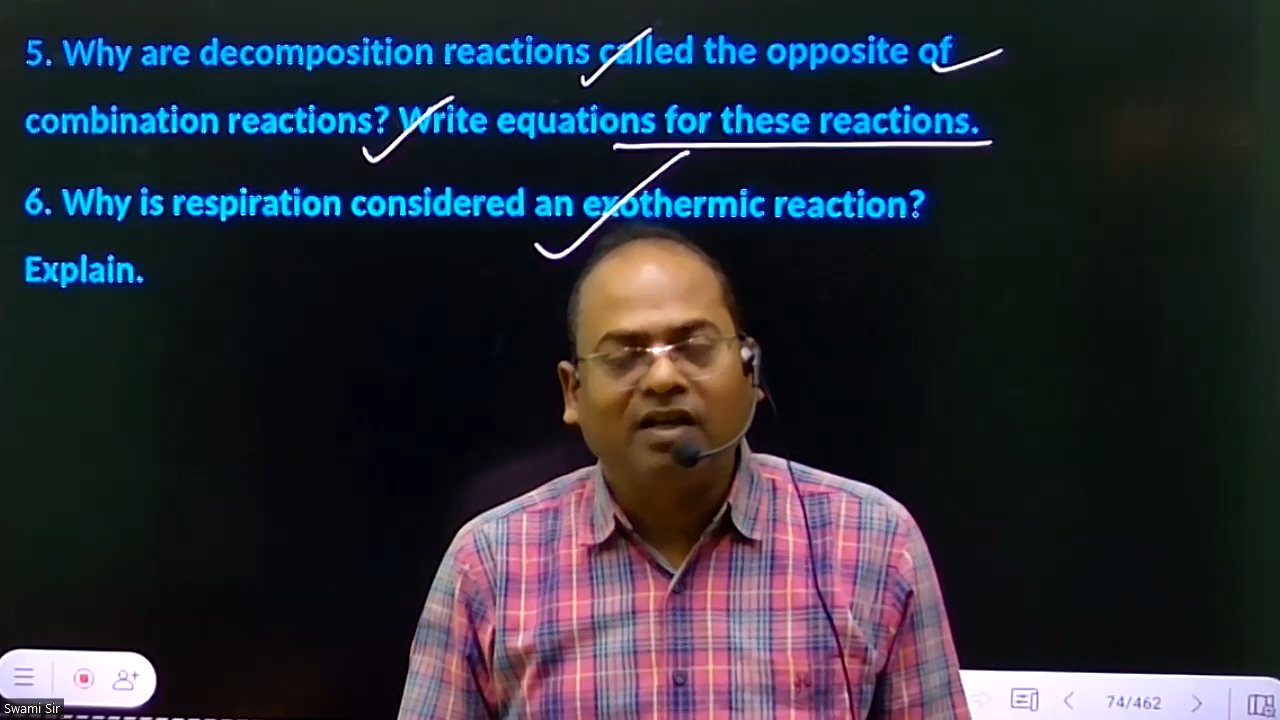 5. Why are decomposition reactions called the opposite of
combination reactions? Write equations for these reactions.
6. Why is respiration considered an exothermic reaction?
Explain.
74/462
Swami Sir